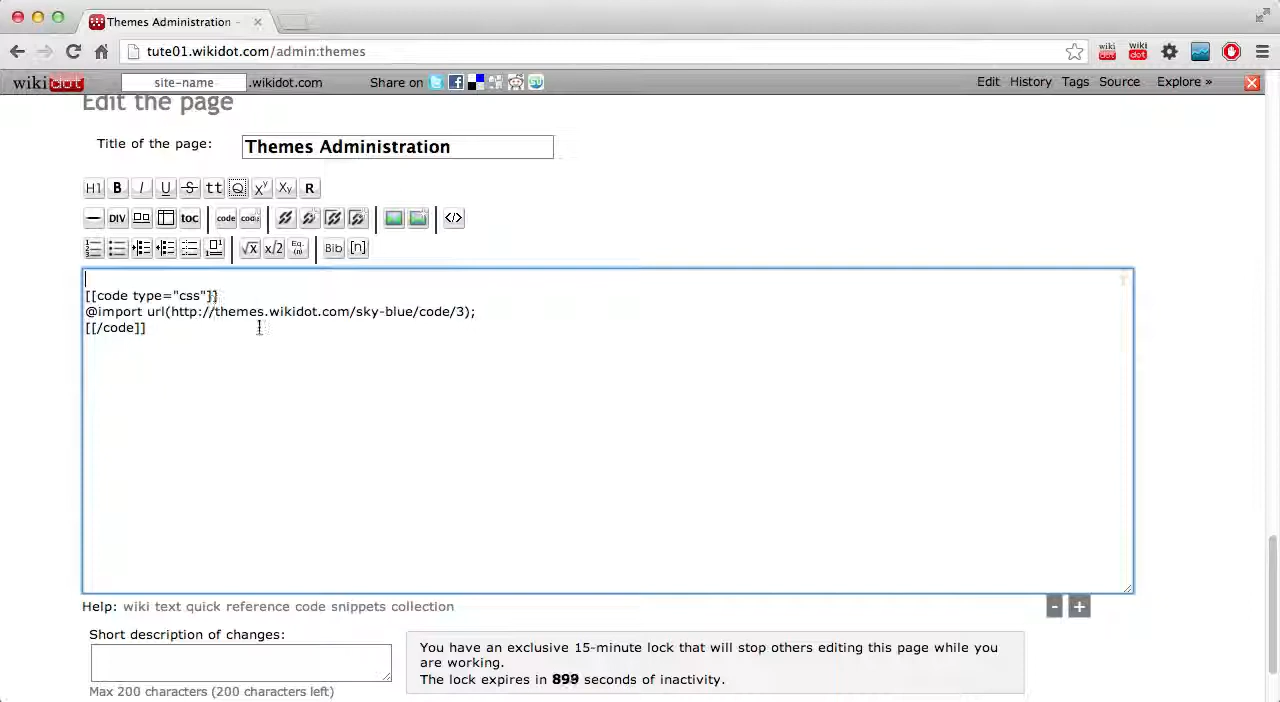 Themes Administration -
tute01.wikidot.com/admin:themes
wikidot site-name .wikidot.com Share on Edit History Tags Source Explore »
Edit the page
Title of the page: Themes Administration
H1 B I U S tt Q X^y X_y R
DIV toc code </>
√X x/2 Eq. (n) Bib [n]
[[code type="css"]]
@import url(http://themes.wikidot.com/sky-blue/code/3);
[[/code]]
Help: wiki text quick reference code snippets collection - +
Short description of changes:
Max 200 characters (200 characters left)
You have an exclusive 15-minute lock that will stop others editing this page while you
are working.
The lock expires in 899 seconds of inactivity.